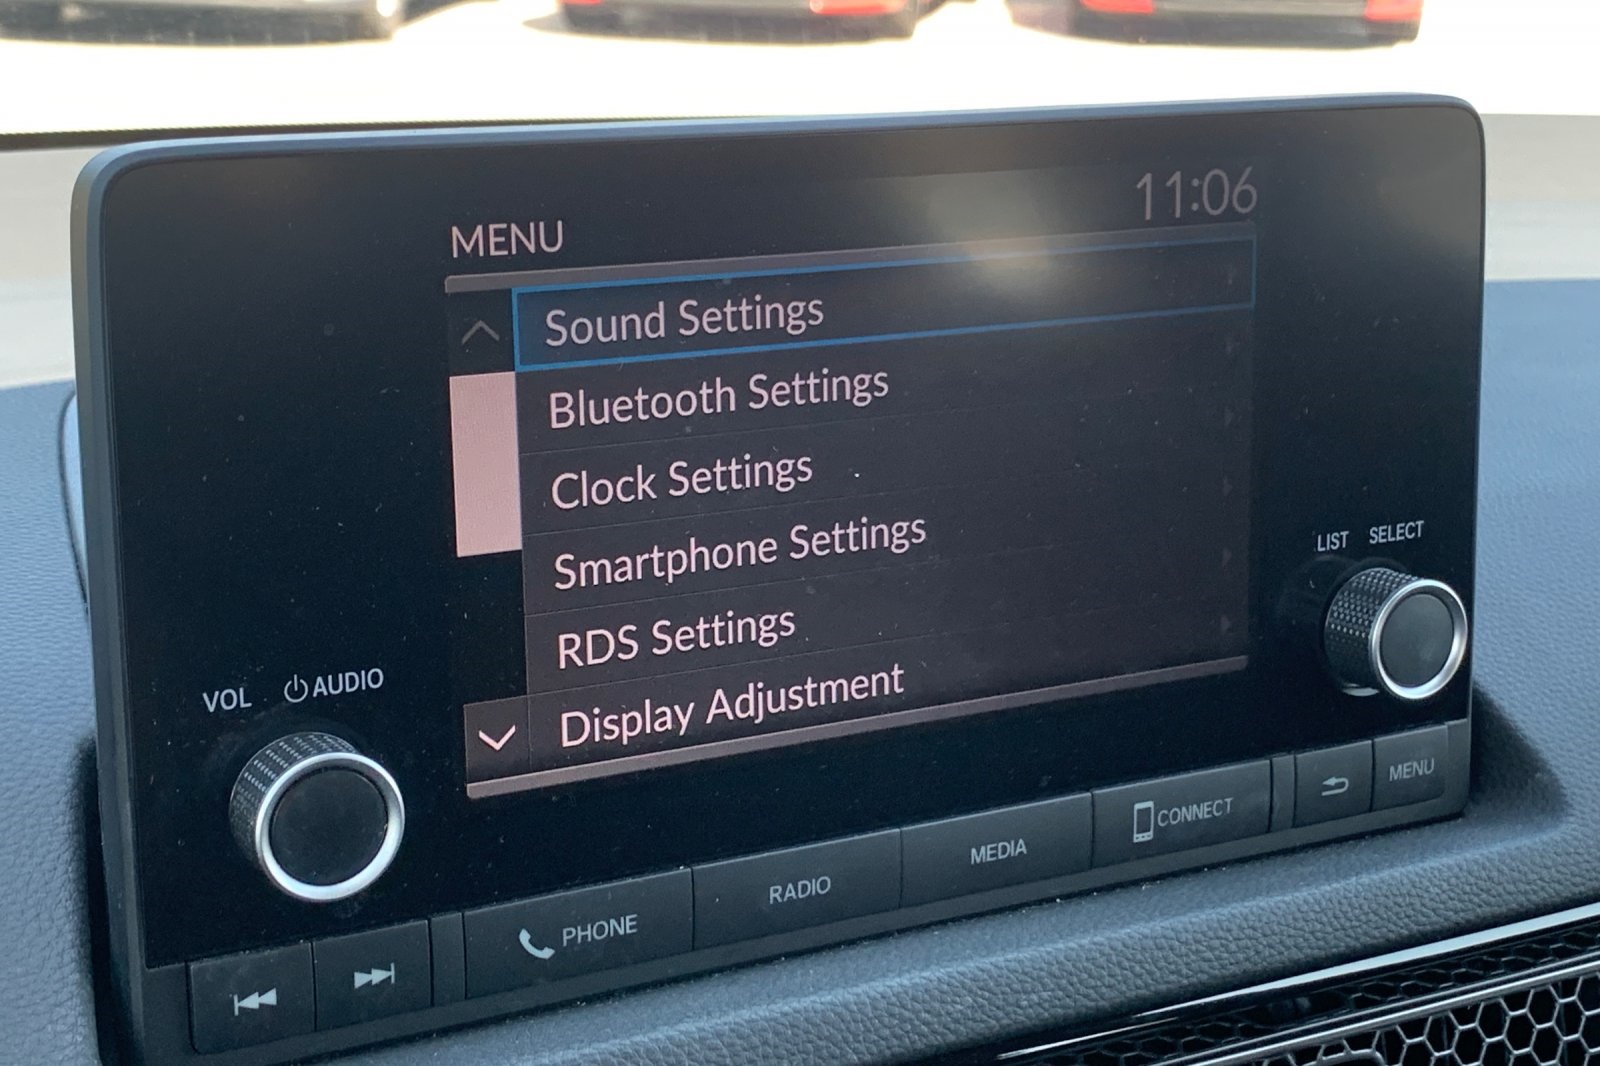 MENU
11:06
Sound Settings
Bluetooth Settings
Clock Settings
Smartphone Settings
RDS Settings
Display Adjustment
LIST SELECT
VOL AUDIO
PHONE
RADIO
MEDIA
CONNECT
MENU